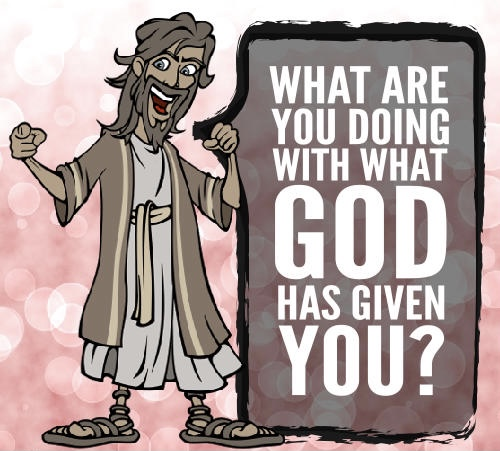 WHAT ARE
YOU DOING
WITH WHAT
GOD
HAS GIVEN
YOU?